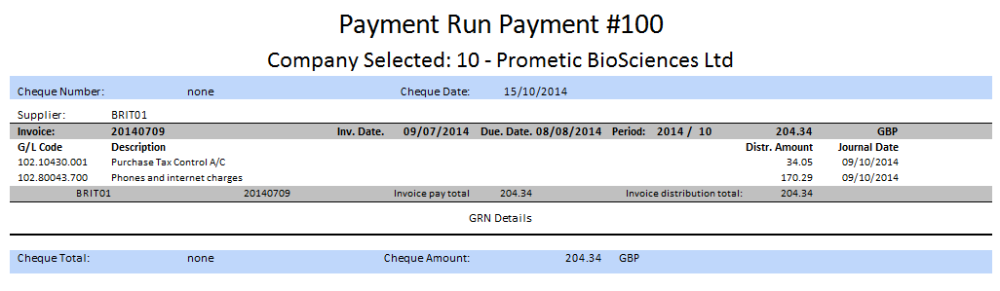 Payment Run Payment #100
Company Selected: 10 - Prometic BioSciences Ltd
Cheque Number: none Cheque Date: 15/10/2014
Supplier: BRIT01
Invoice: 20140709 Inv. Date. 09/07/2014 Due. Date. 08/08/2014 Period: 2014 / 10 204.34 GBP
G/L Code Description Distr. Amount Journal Date
102.10430.001 Purchase Tax Control A/C 34.05 09/10/2014
102.80043.700 Phones and internet charges 170.29 09/10/2014
BRIT01 20140709 Invoice pay total 204.34 Invoice distribution total: 204.34
GRN Details
Cheque Total: none Cheque Amount: 204.34 GBP